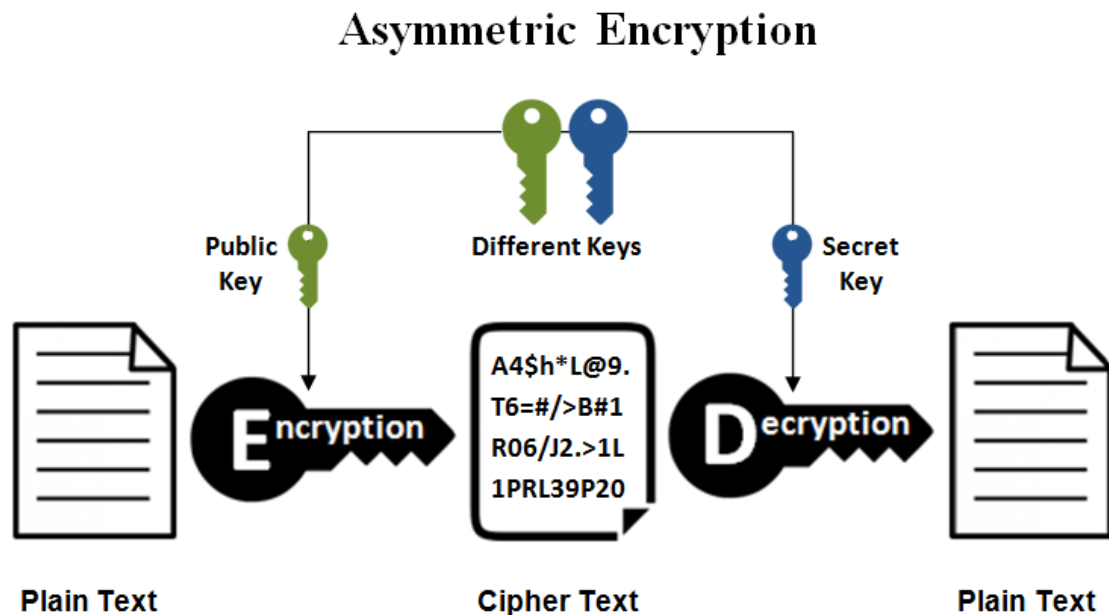 Asymmetric Encryption
Public
Key
Different Keys
Secret
Key
Encryption
A4$h*L@9.
T6=#/>B#1
R06/J2.>1L
1PRL39P20
Decryption
Plain Text
Cipher Text
Plain Text